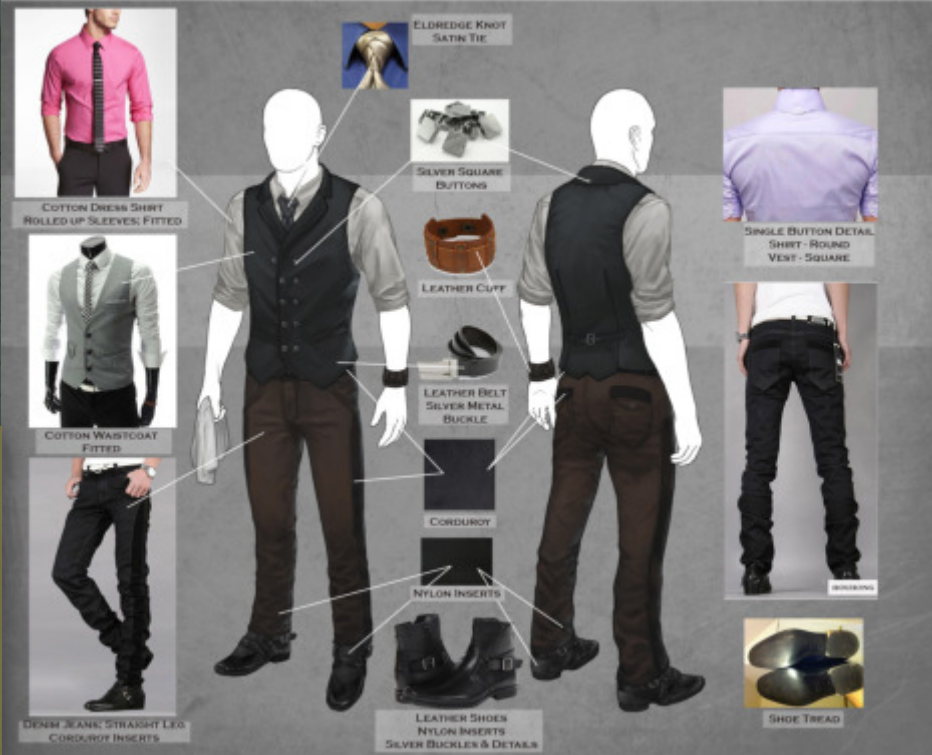 ELDREDGE KNOT
SATIN TIE
COTTON DRESS SHIRT
ROLLED UP SLEEVES; FITTED
SILVER SQUARE
BUTTONS
SINGLE BUTTON DETAIL
SHIRT - ROUND
VEST - SQUARE
LEATHER CUFF
LEATHER BELT
SILVER METAL
BUCKLE
COTTON WAISTCOAT
FITTED
CORDUROY
NYLON INSERTS
DENIM JEANS; STRAIGHT LEG
CORDUROY INSERTS
LEATHER SHOES
NYLON INSERTS
SILVER BUCKLES & DETAILS
SHOE TREAD